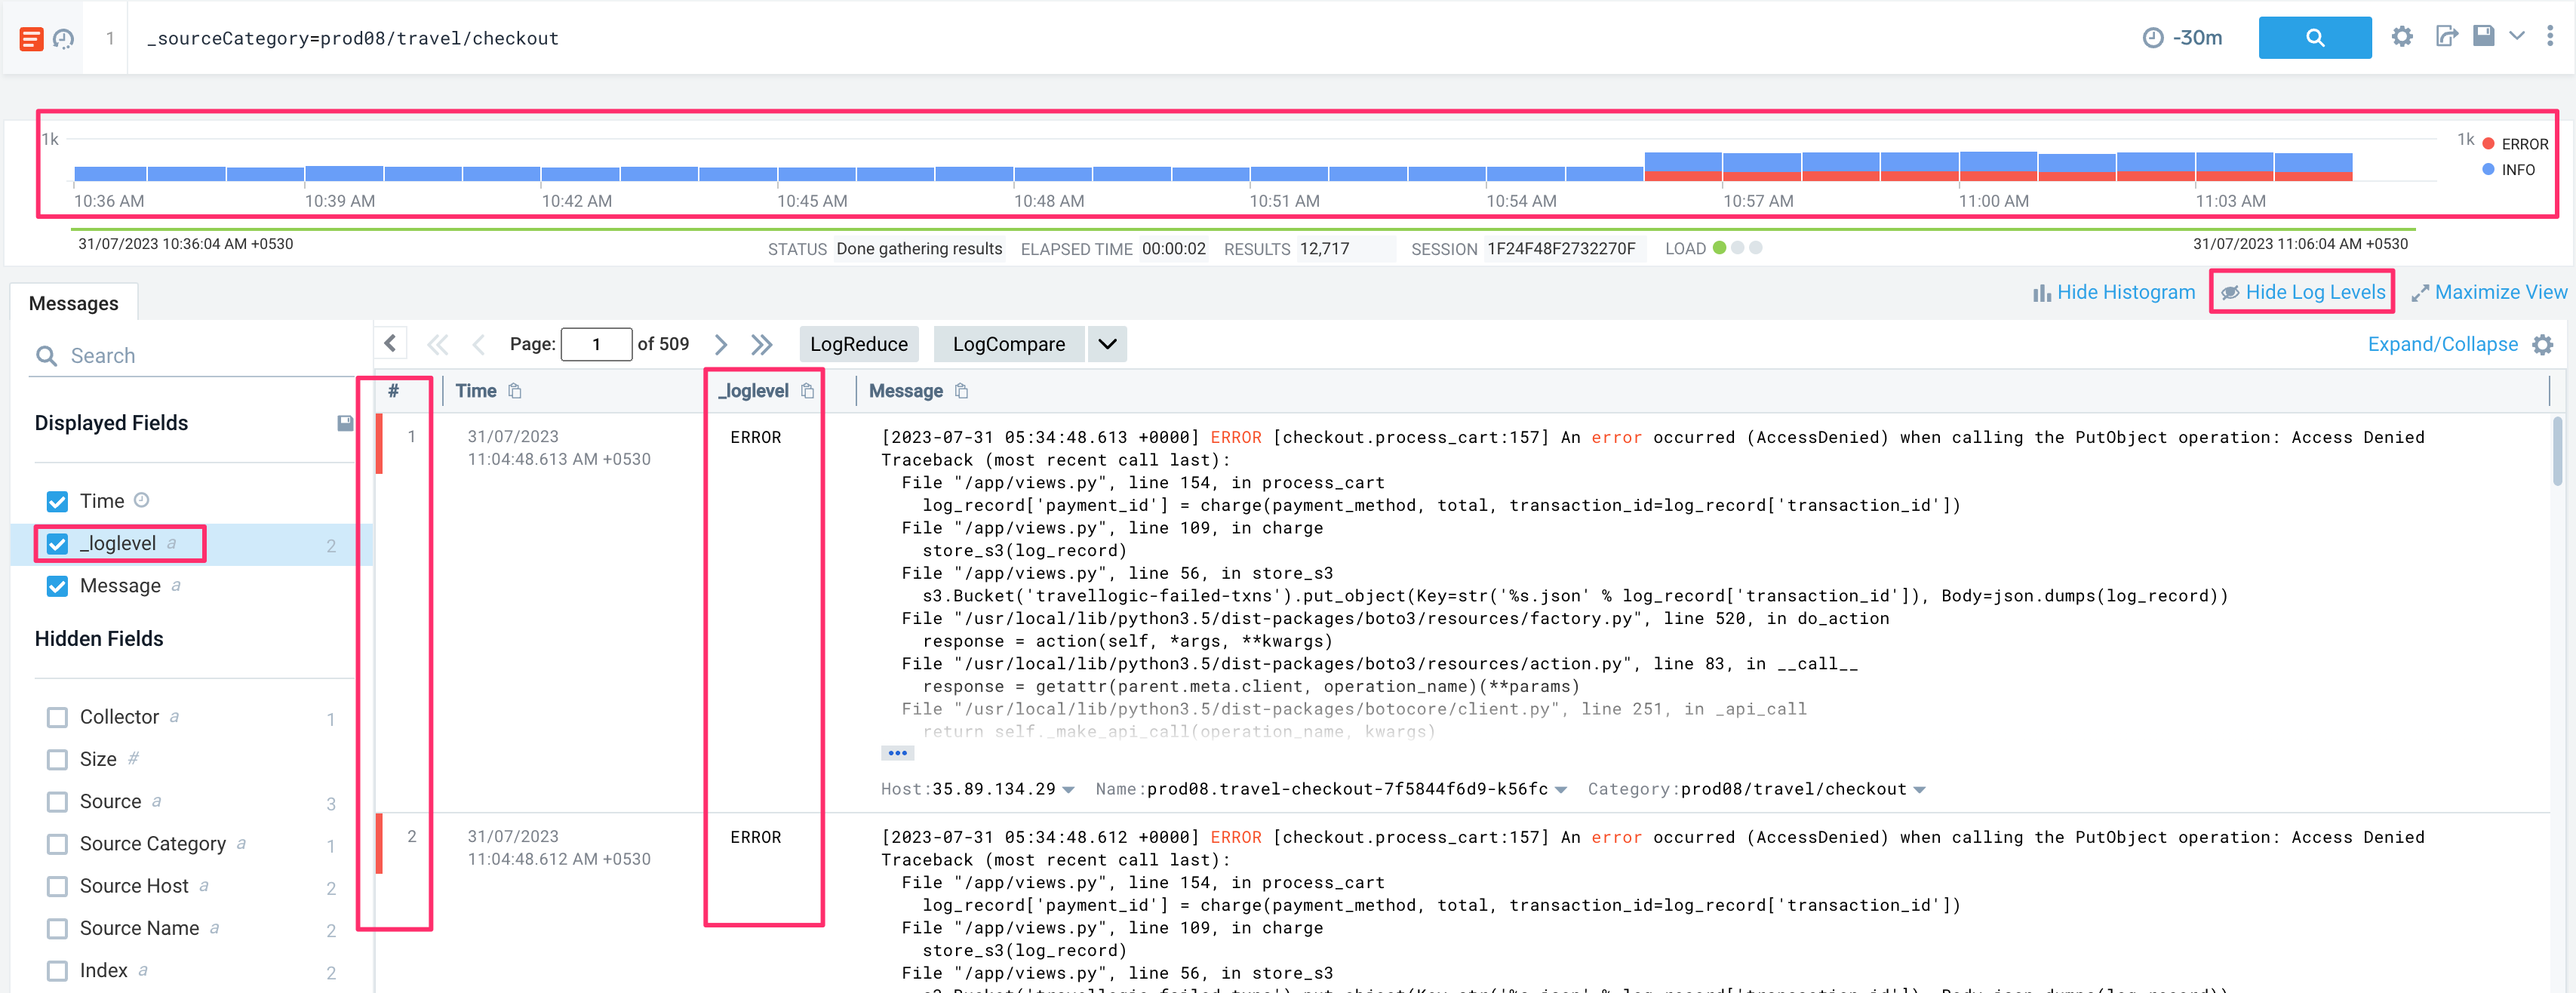 1 _sourceCategory=prod08/travel/checkout
-30m
1k
1k
ERROR
INFO
10:36 AM 10:39 AM 10:42 AM 10:45 AM 10:48 AM 10:51 AM 10:54 AM 10:57 AM 11:00 AM 11:03 AM
31/07/2023 10:36:04 AM +0530
STATUS Done gathering results ELAPSED TIME 00:00:02 RESULTS 12,717 SESSION 1F24F48F2732270F LOAD
31/07/2023 11:06:04 AM +0530
Hide Histogram Hide Log Levels Maximize View
Messages
Search
Displayed Fields
Time
_loglevel a 2
Message a
Hidden Fields
Collector a 1
Size #
Source a 3
Source Category a 1
Source Host a 2
Source Name a 2
Index a 2
Page: 1 of 509 LogReduce LogCompare
Expand/Collapse
# Time _loglevel Message
1
31/07/2023
11:04:48.613 AM +0530
ERROR
[2023-07-31 05:34:48.613 +0000] ERROR [checkout.process_cart:157] An error occurred (AccessDenied) when calling the PutObject operation: Access Denied
Traceback (most recent call last):
File "/app/views.py", line 154, in process_cart
log_record['payment_id'] = charge(payment_method, total, transaction_id=log_record['transaction_id'])
File "/app/views.py", line 109, in charge
store_s3(log_record)
File "/app/views.py", line 56, in store_s3
s3.Bucket('travellogic-failed-txns').put_object(Key=str('%s.json' % log_record['transaction_id']), Body=json.dumps(log_record))
File "/usr/local/lib/python3.5/dist-packages/boto3/resources/factory.py", line 520, in do_action
response = action(self, *args, **kwargs)
File "/usr/local/lib/python3.5/dist-packages/boto3/resources/action.py", line 83, in __call__
response = getattr(parent.meta.client, operation_name)(**params)
File "/usr/local/lib/python3.5/dist-packages/botocore/client.py", line 251, in _api_call
return self._make_api_call(operation_name, kwargs)
Host:35.89.134.29 Name:prod08.travel-checkout-7f5844f6d9-k56fc Category:prod08/travel/checkout
2
31/07/2023
11:04:48.612 AM +0530
ERROR
[2023-07-31 05:34:48.612 +0000] ERROR [checkout.process_cart:157] An error occurred (AccessDenied) when calling the PutObject operation: Access Denied
Traceback (most recent call last):
File "/app/views.py", line 154, in process_cart
log_record['payment_id'] = charge(payment_method, total, transaction_id=log_record['transaction_id'])
File "/app/views.py", line 109, in charge
store_s3(log_record)
File "/app/views.py", line 56, in store_s3